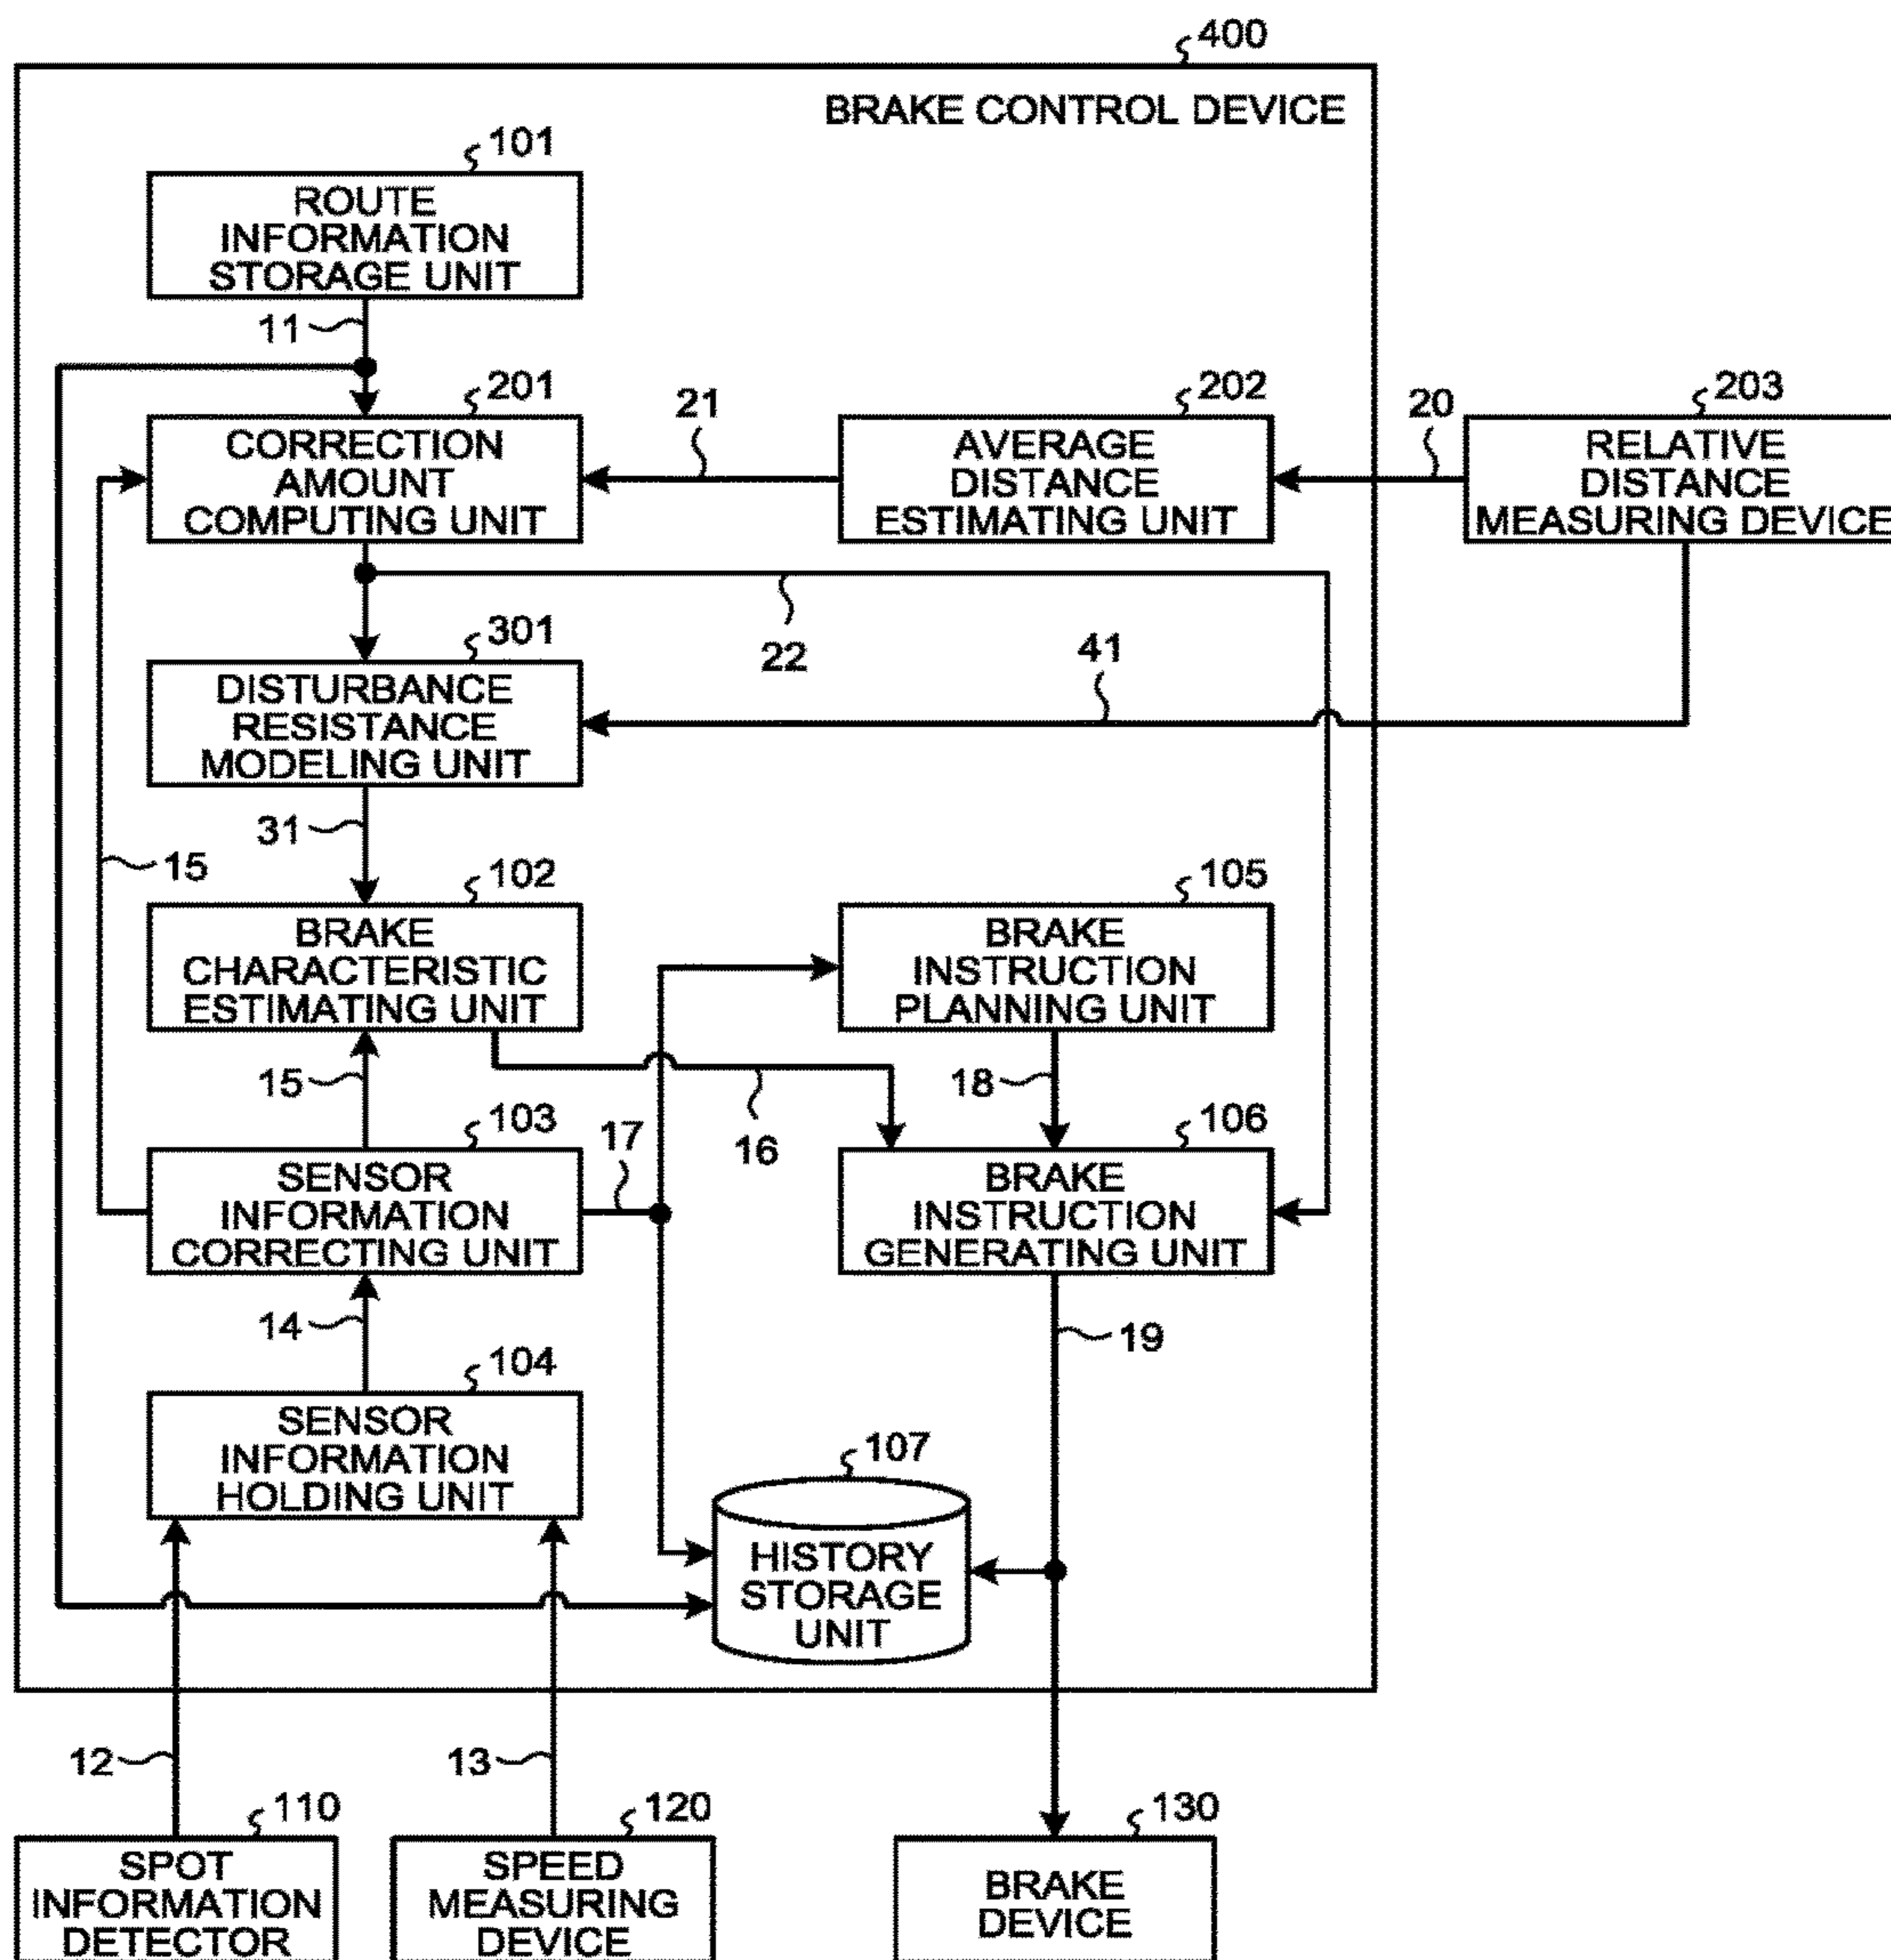 400
BRAKE CONTROL DEVICE
101
ROUTE
INFORMATION
STORAGE UNIT
11
201
CORRECTION
AMOUNT
COMPUTING UNIT
21
202
AVERAGE
DISTANCE
ESTIMATING UNIT
20
203
RELATIVE
DISTANCE
MEASURING DEVICE
22
41
301
DISTURBANCE
RESISTANCE
MODELING UNIT
31
15
102
BRAKE
CHARACTERISTIC
ESTIMATING UNIT
105
BRAKE
INSTRUCTION
PLANNING UNIT
15
16
18
103
SENSOR
INFORMATION
CORRECTING UNIT
17
106
BRAKE
INSTRUCTION
GENERATING UNIT
14
19
104
SENSOR
INFORMATION
HOLDING UNIT
107
HISTORY
STORAGE
UNIT
12
13
110
SPOT
INFORMATION
DETECTOR
120
SPEED
MEASURING
DEVICE
130
BRAKE
DEVICE